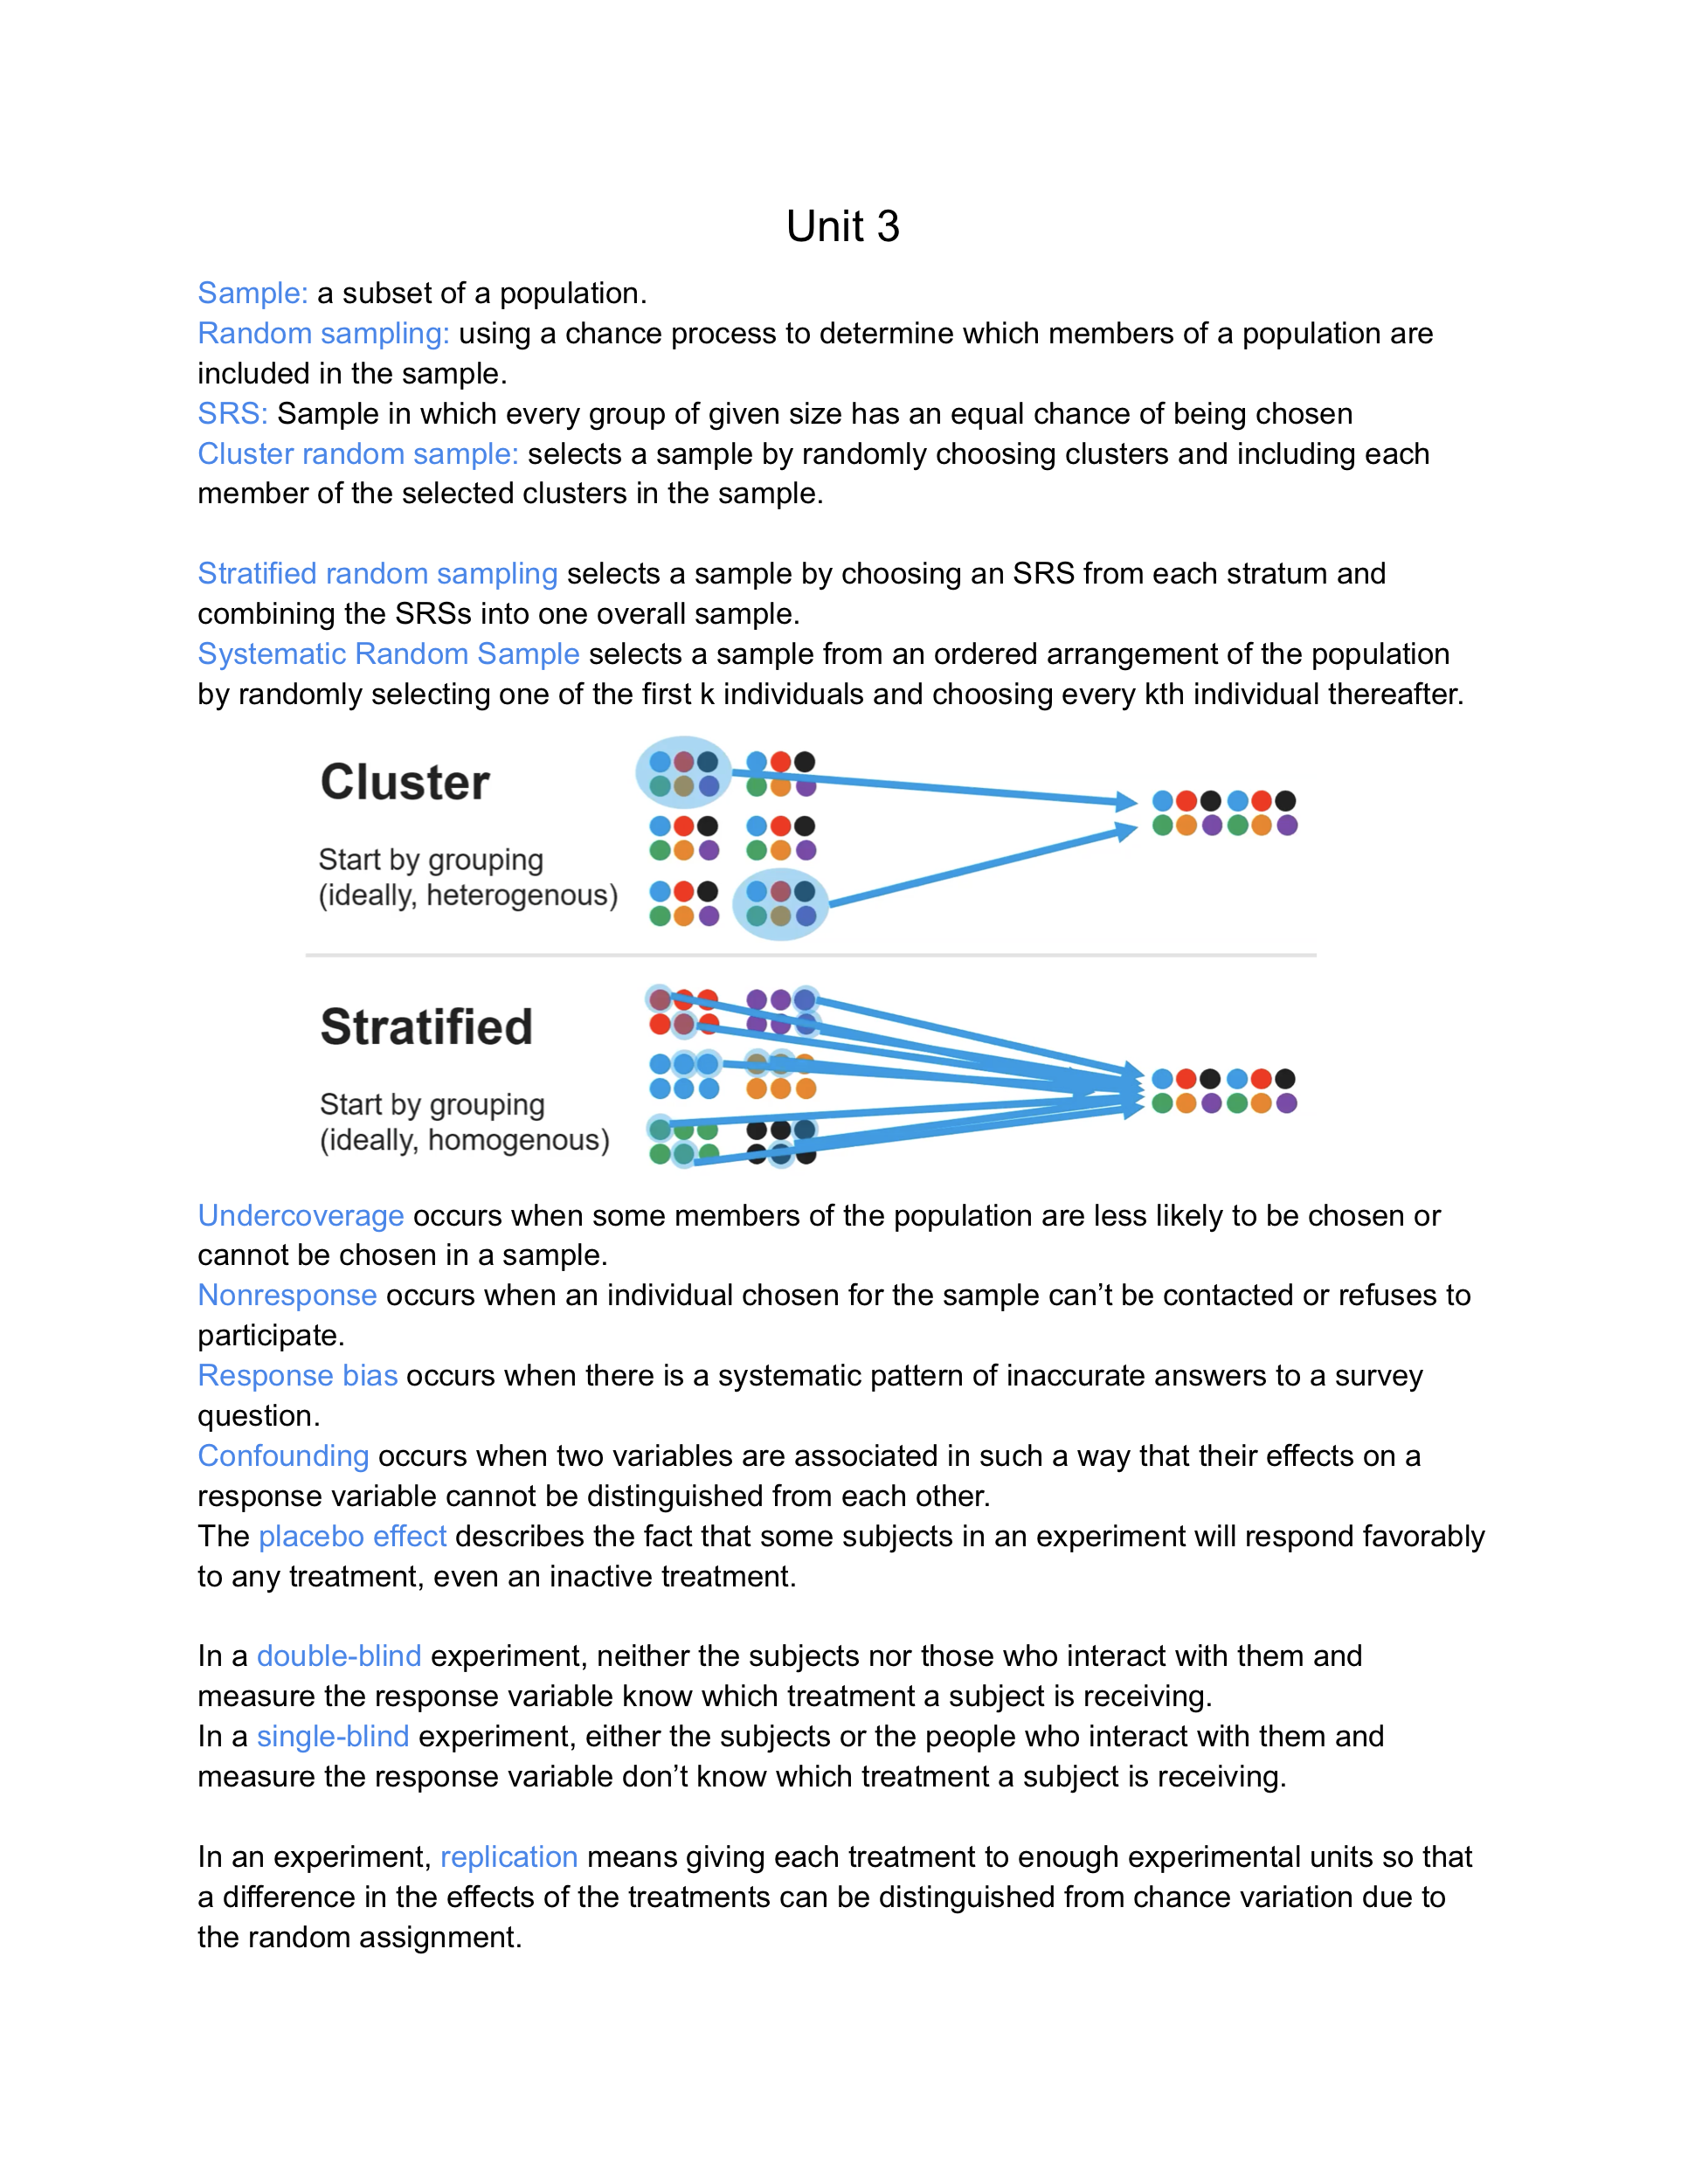 Unit 3
Sample: a subset of a population.
Random sampling: using a chance process to determine which members of a population are
included in the sample.
SRS: Sample in which every group of given size has an equal chance of being chosen
Cluster random sample: selects a sample by randomly choosing clusters and including each
member of the selected clusters in the sample.
Stratified random sampling selects a sample by choosing an SRS from each stratum and
combining the SRSs into one overall sample.
Systematic Random Sample selects a sample from an ordered arrangement of the population
by randomly selecting one of the first k individuals and choosing every kth individual thereafter.
Cluster
Start by grouping
(ideally, heterogenous)
Stratified
Start by grouping
(ideally, homogenous)
Undercoverage occurs when some members of the population are less likely to be chosen or
cannot be chosen in a sample.
Nonresponse occurs when an individual chosen for the sample can’t be contacted or refuses to
participate.
Response bias occurs when there is a systematic pattern of inaccurate answers to a survey
question.
Confounding occurs when two variables are associated in such a way that their effects on a
response variable cannot be distinguished from each other.
The placebo effect describes the fact that some subjects in an experiment will respond favorably
to any treatment, even an inactive treatment.
In a double-blind experiment, neither the subjects nor those who interact with them and
measure the response variable know which treatment a subject is receiving.
In a single-blind experiment, either the subjects or the people who interact with them and
measure the response variable don’t know which treatment a subject is receiving.
In an experiment, replication means giving each treatment to enough experimental units so that
a difference in the effects of the treatments can be distinguished from chance variation due to
the random assignment.